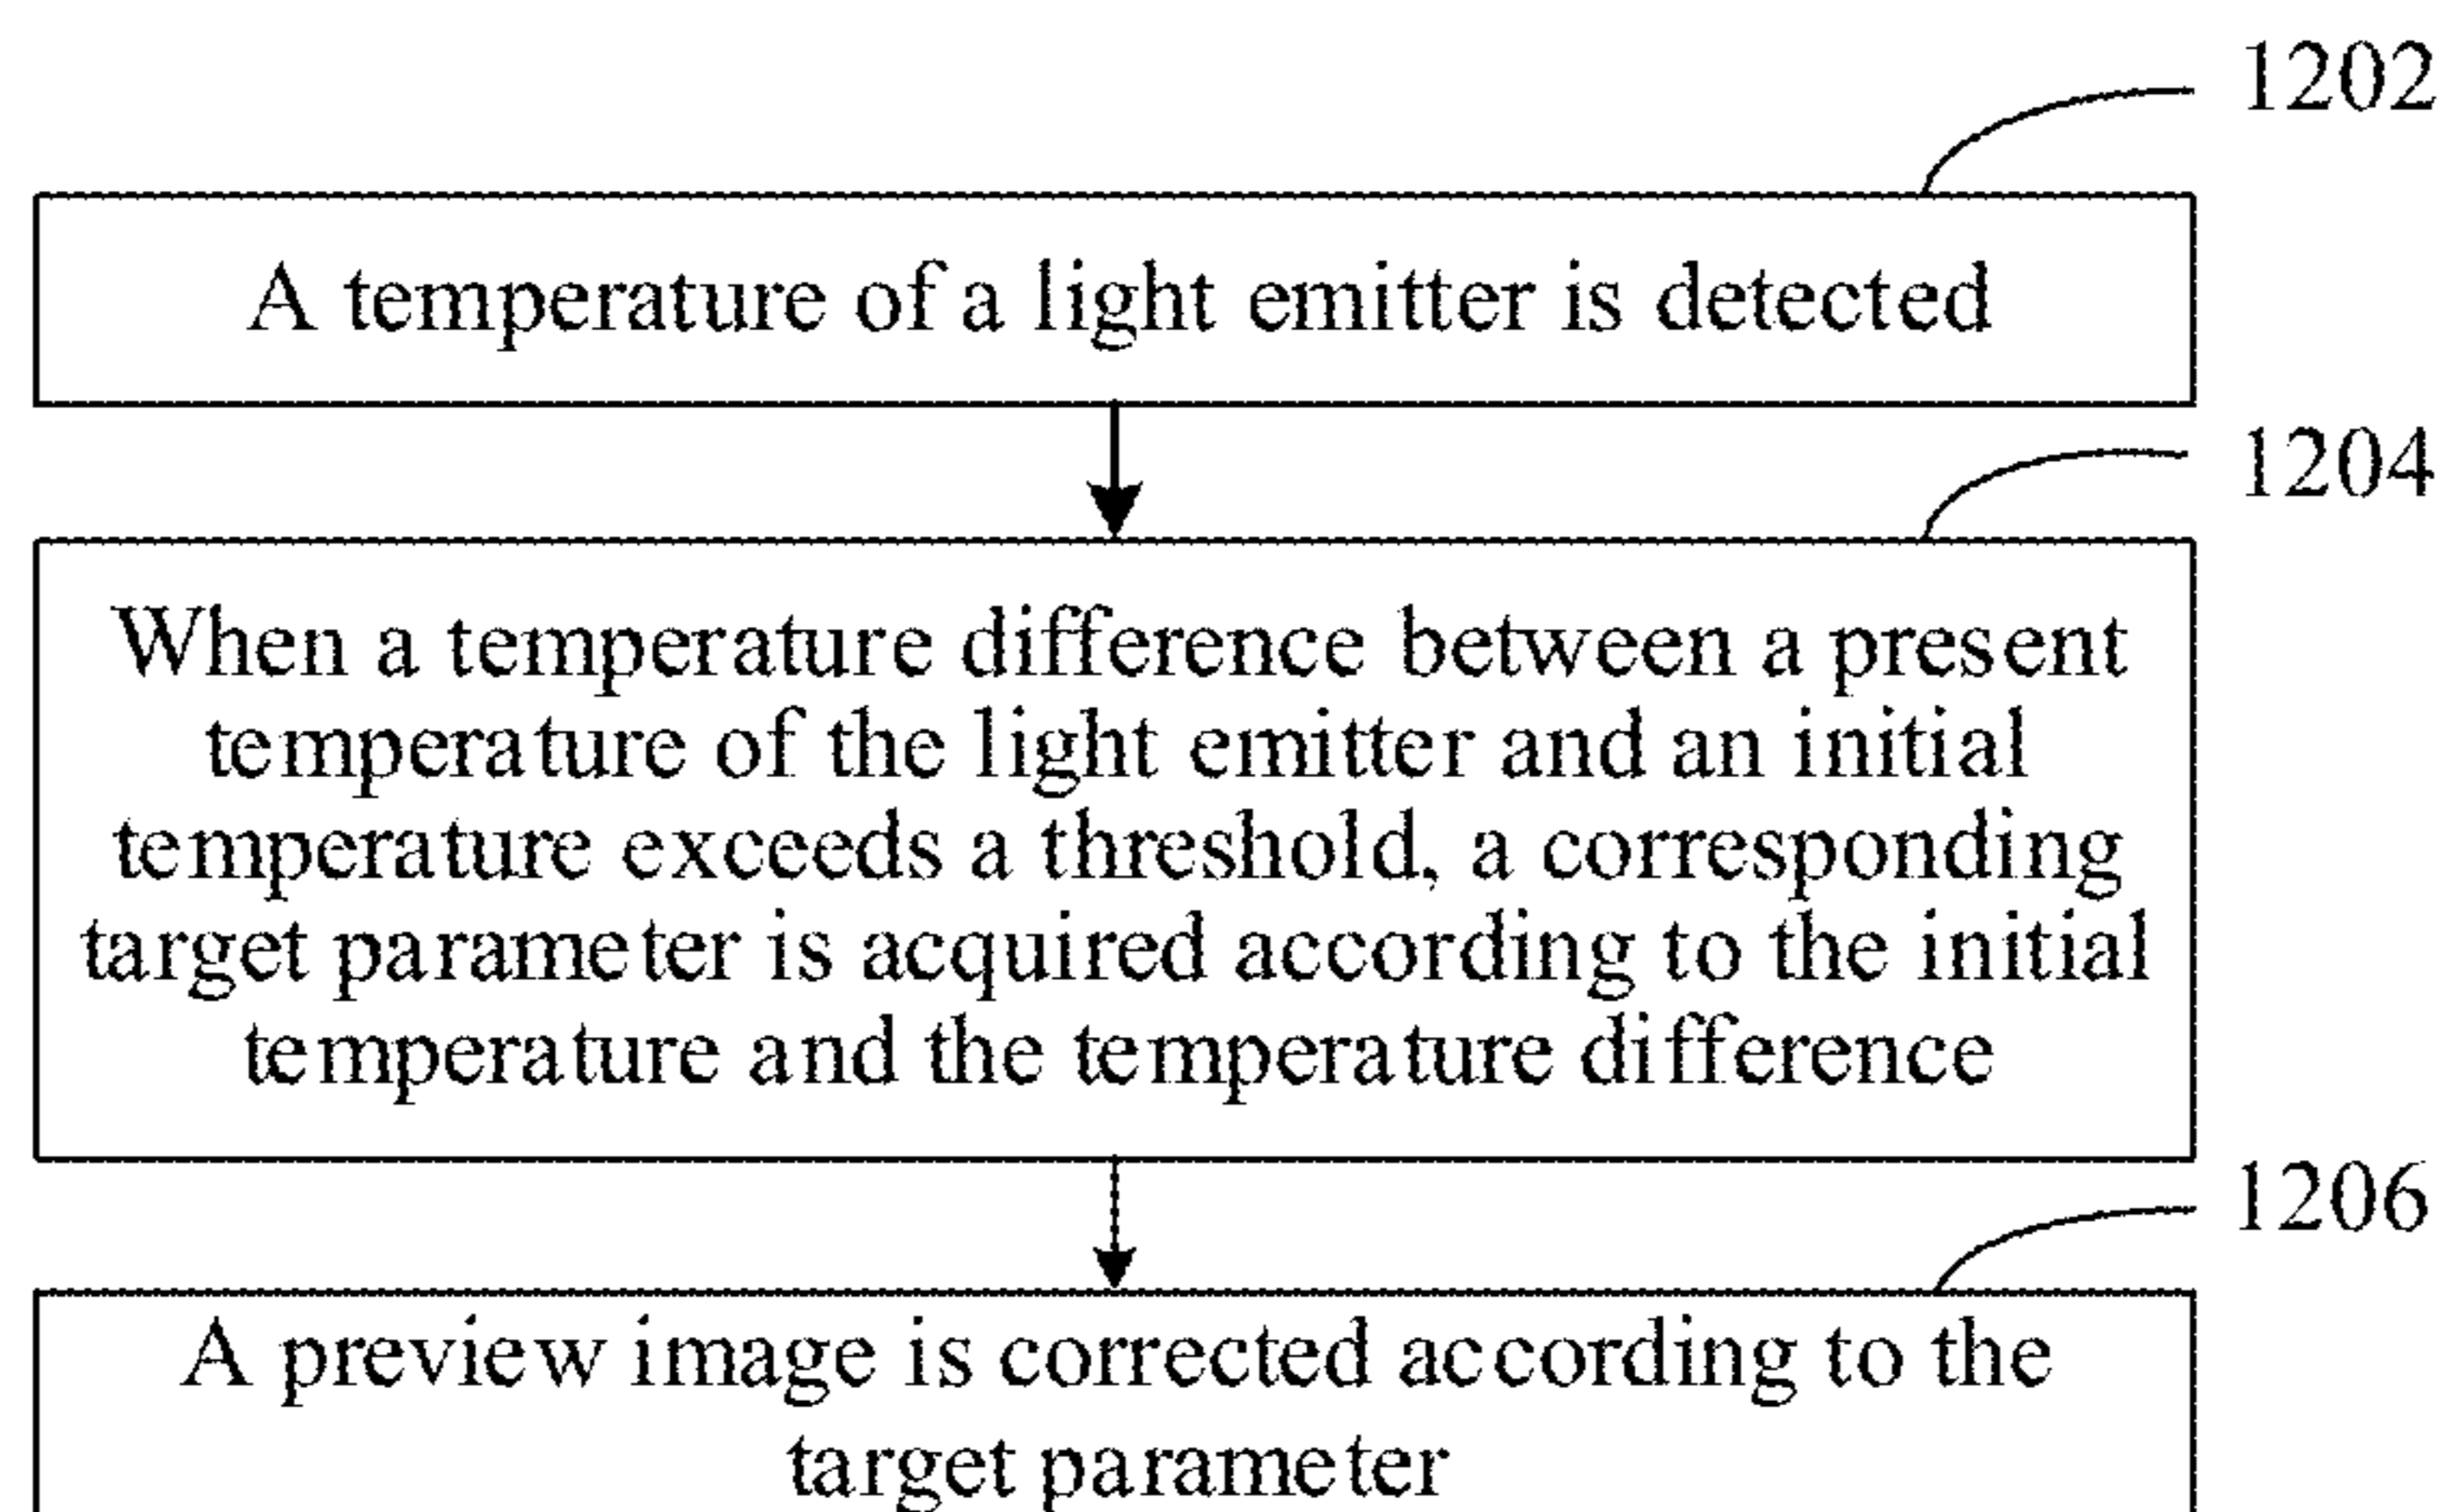 1202
A temperature of a light emitter is detected
1204
When a temperature difference between a present
temperature of the light emitter and an initial
temperature exceeds a threshold, a corresponding
target parameter is acquired according to the initial
temperature and the temperature difference
1206
A preview image is corrected according to the
target parameter